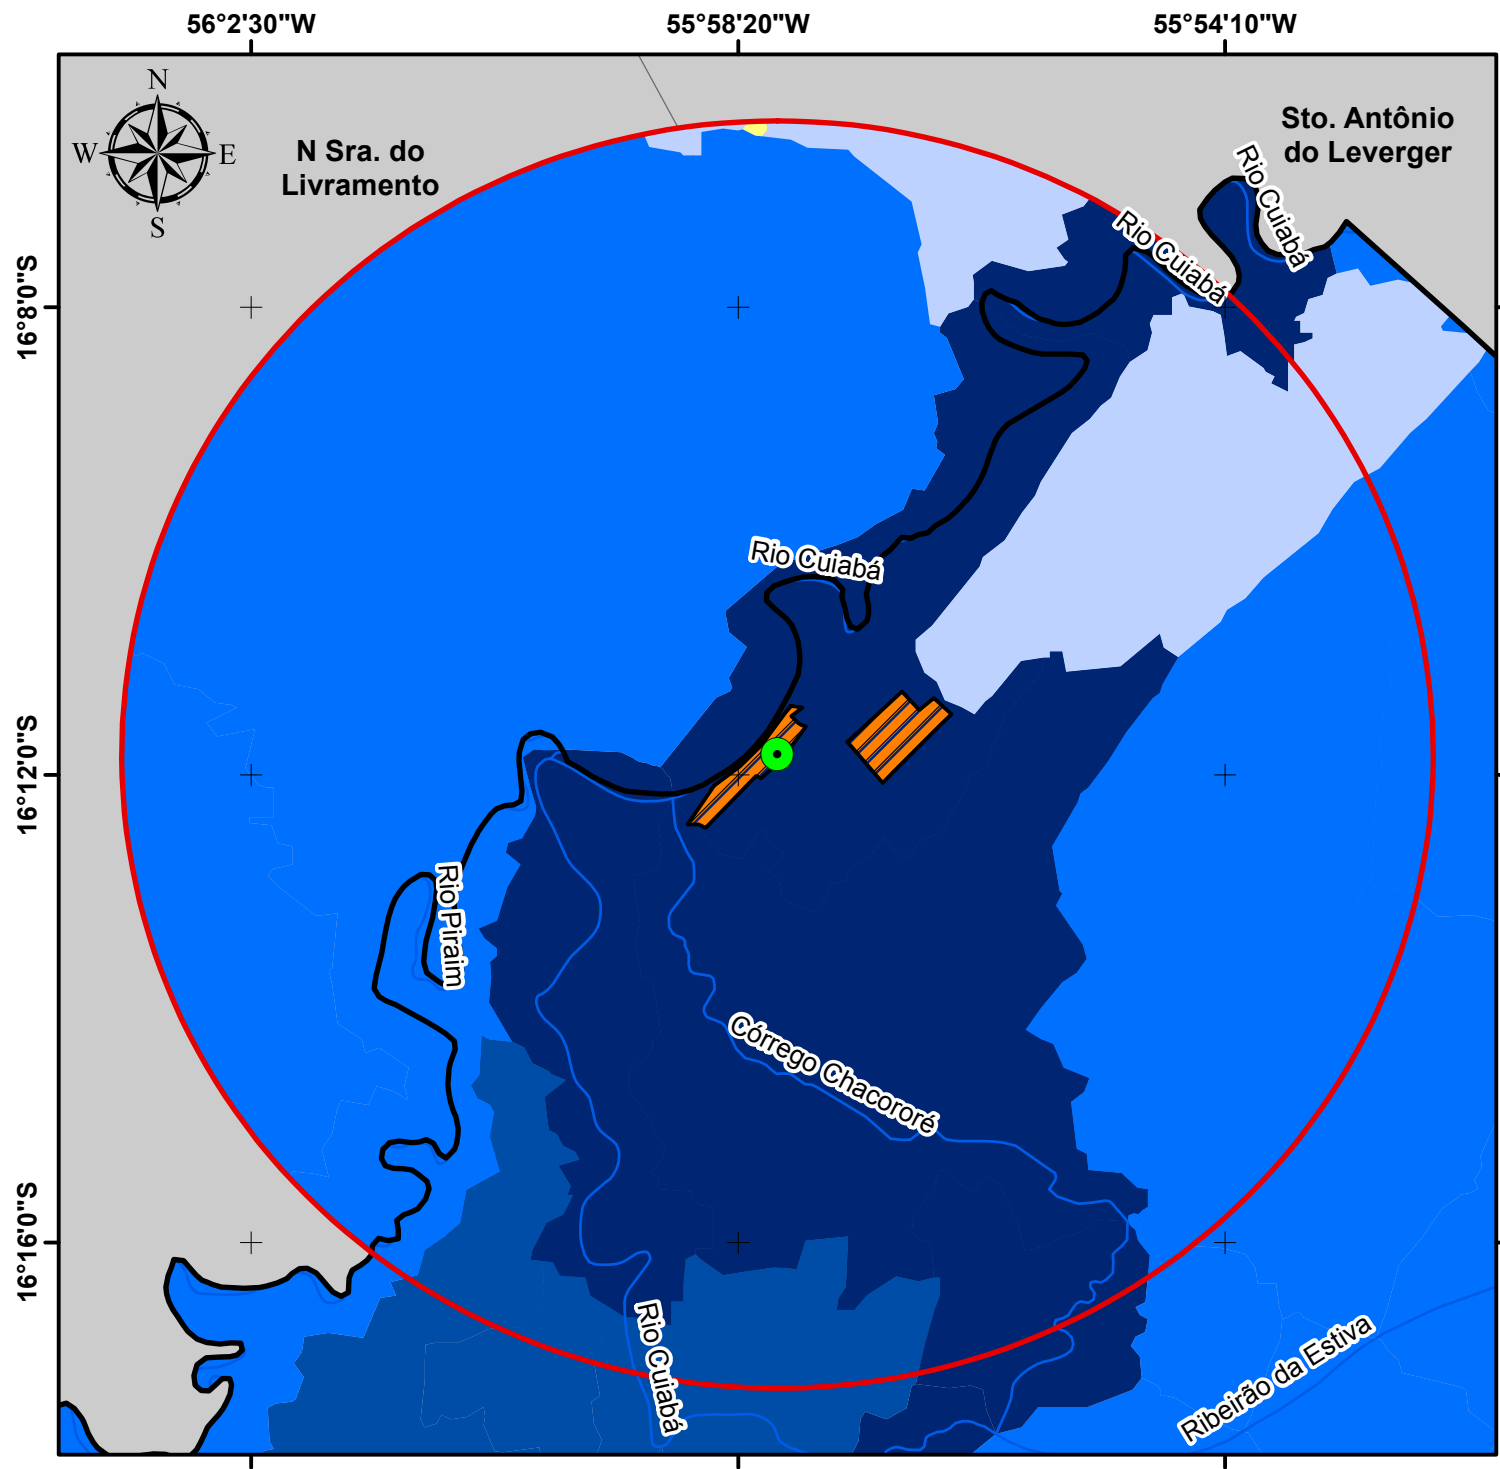 56°2'30"W
55°58'20"W
55°54'10"W
N
W
E
S
N Sra. do
Livramento
Sto. Antônio
do Leverger
Rio Cuiabá
Rio Cuiabá
16°8'0"S
Rio Cuiabá
16°12'0"S
Rio Piraim
Córrego Chacororé
16°16'0"S
Rio Cuiabá
Ribeirão da Estiva